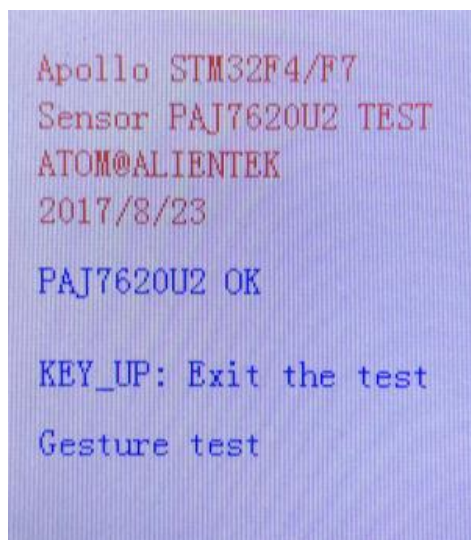 Apollo STM32F4/F7
Sensor PAJ7620U2 TEST
ATOM@ALIENTEK
2017/8/23
PAJ7620U2 OK
KEY_UP: Exit the test
Gesture test